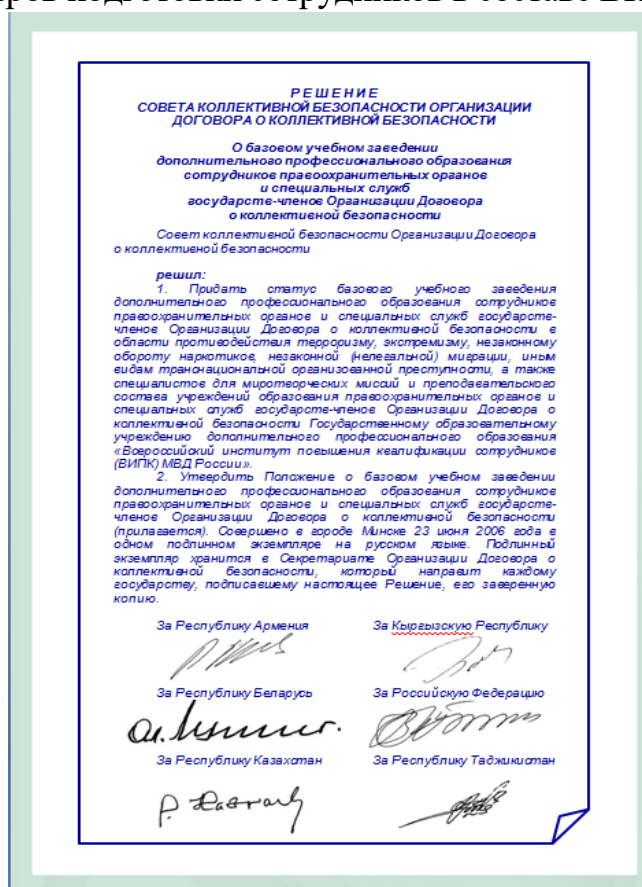 подготовки сотрудников в составе
РЕШЕНИЕ
СОВЕТА КОЛЛЕКТИВНОЙ БЕЗОПАСНОСТИ ОРГАНИЗАЦИИ
ДОГОВОРА О КОЛЛЕКТИВНОЙ БЕЗОПАСНОСТИ
О базовом учебном заведении
дополнительного профессионального образования
сотрудников правоохранительных органов
и специальных служб
государств-членов Организации Договора
о коллективной безопасности
Совет коллективной безопасности Организации Договора
о коллективной безопасности
решил:
1. Придать статус базового учебного заведения
дополнительного профессионального образования сотрудников
правоохранительных органов и специальных служб государств-
членов Организации Договора о коллективной безопасности в
области противодействия терроризму, экстремизму, незаконному
обороту наркотиков, незаконной (нелегальной) миграции, иным
видам транснациональной организованной преступности, а также
специалистов для миротворческих миссий и преподавательского
состава учреждений образования правоохранительных органов и
специальных служб государств-членов Организации Договора о
коллективной безопасности Государственному образовательному
учреждению дополнительного профессионального образования
«Всероссийский институт повышения квалификации сотрудников
(ВИПК) МВД России».
2. Утвердить Положение о базовом учебном заведении
дополнительного профессионального образования сотрудников
правоохранительных органов и специальных служб государств-
членов Организации Договора о коллективной безопасности
(прилагается). Совершено в городе Минске 23 июня 2006 года в
одном подлинном экземпляре на русском языке. Подлинный
экземпляр хранится в Секретариате Организации Договора о
коллективной безопасности, который направит каждому
государству, подписавшему настоящее Решение, его заверенную
копию.
За Республику Армения За Кыргызскую Республику
За Республику Беларусь За Российскую Федерацию
За Республику Казахстан За Республику Таджикистан